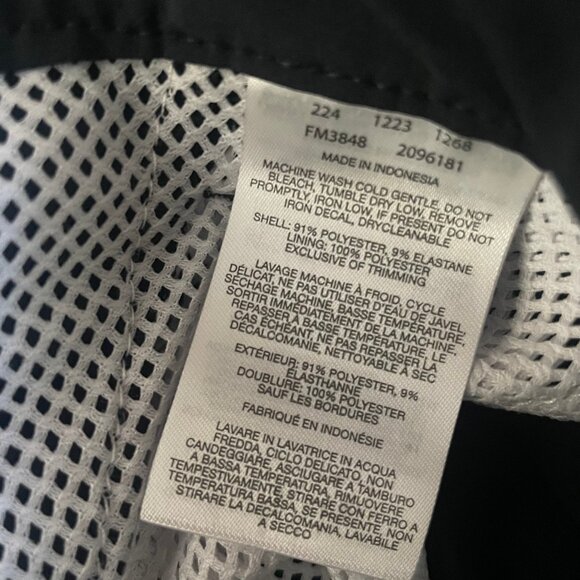 224 1223 1268
FM3848 2096181
MADE IN INDONESIA
MACHINE WASH COLD GENTLE, DO NOT
BLEACH, TUMBLE DRY LOW, REMOVE
PROMPTLY, IRON LOW, IF PRESENT DO NOT
IRON DECAL, DRYCLEANABLE
SHELL: 91% POLYESTER, 9% ELASTANE
LINING: 100% POLYESTER
EXCLUSIVE OF TRIMMING
LAVAGE MACHINE À FROID, CYCLE
DÉLICAT, NE PAS UTILISER D'EAU DE JAVEL,
SÉCHAGE MACHINE BASSE TEMPÉRATURE,
SORTIR IMMÉDIATEMENT DE LA MACHINE,
REPASSER À BASSE TEMPÉRATURE, LE
CAS ÉCHÉANT, NE PAS REPASSER LE
DÉCALCOMANIE, NETTOYABLE À SEC
EXTÉRIEUR: 91% POLYESTER, 9%
ÉLASTHANNE
DOUBLURE: 100% POLYESTER
SAUF LES BORDURES
FABRIQUÉ EN INDONÉSIE
LAVARE IN LAVATRICE IN ACQUA
FREDDA, CICLO DELICATO, NON
CANDEGGIARE, ASCIUGARE A TAMBURO
A BASSA TEMPERATURA, RIMUOVERE
TEMPESTIVAMENTE, STIRARE CON FERRO A
TEMPERATURA BASSA, SE PRESENTE, NON
STIRARE LA DECALCOMANIA, LAVABILE
A SECCO